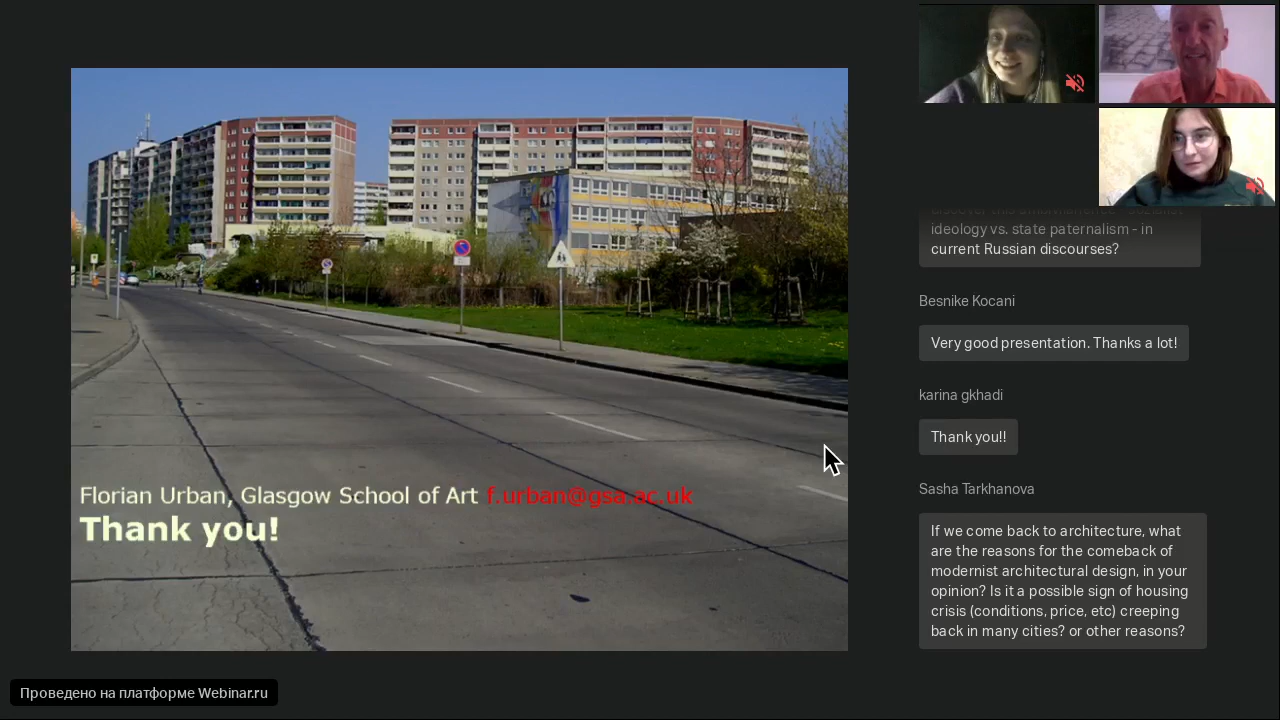 Florian Urban, Glasgow School of Art f.urban@gsa.ac.uk
Thank you!
ideology vs. state paternalism - in
current Russian discourses?
Besnike Kocani
Very good presentation. Thanks a lot!
karina gkhadi
Thank you!!
Sasha Tarkhanova
If we come back to architecture, what
are the reasons for the comeback of
modernist architectural design, in your
opinion? Is it a possible sign of housing
crisis (conditions, price, etc) creeping
back in many cities? or other reasons?
Проведено на платформе Webinar.ru